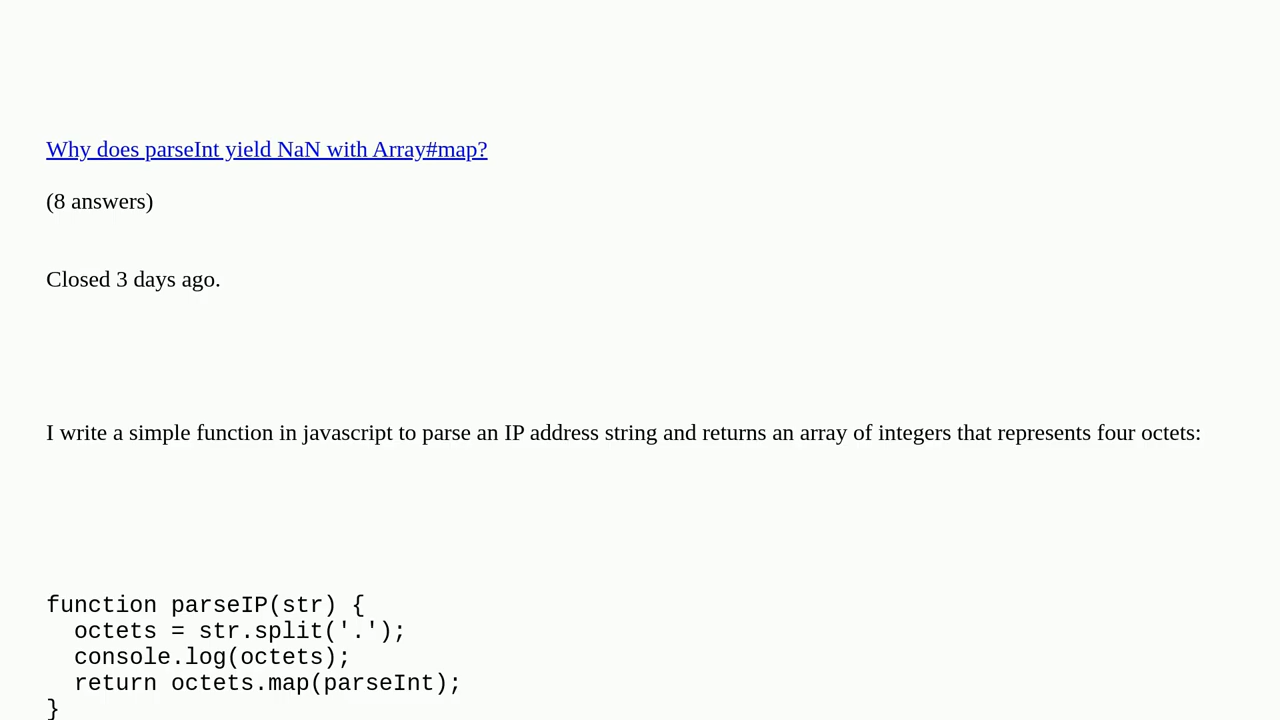 Why does parseInt yield NaN with Array#map?
(8 answers)
Closed 3 days ago.
I write a simple function in javascript to parse an IP address string and returns an array of integers that represents four octets:
function parseIP(str) {
  octets = str.split('.');
  console.log(octets);
  return octets.map(parseInt);
}